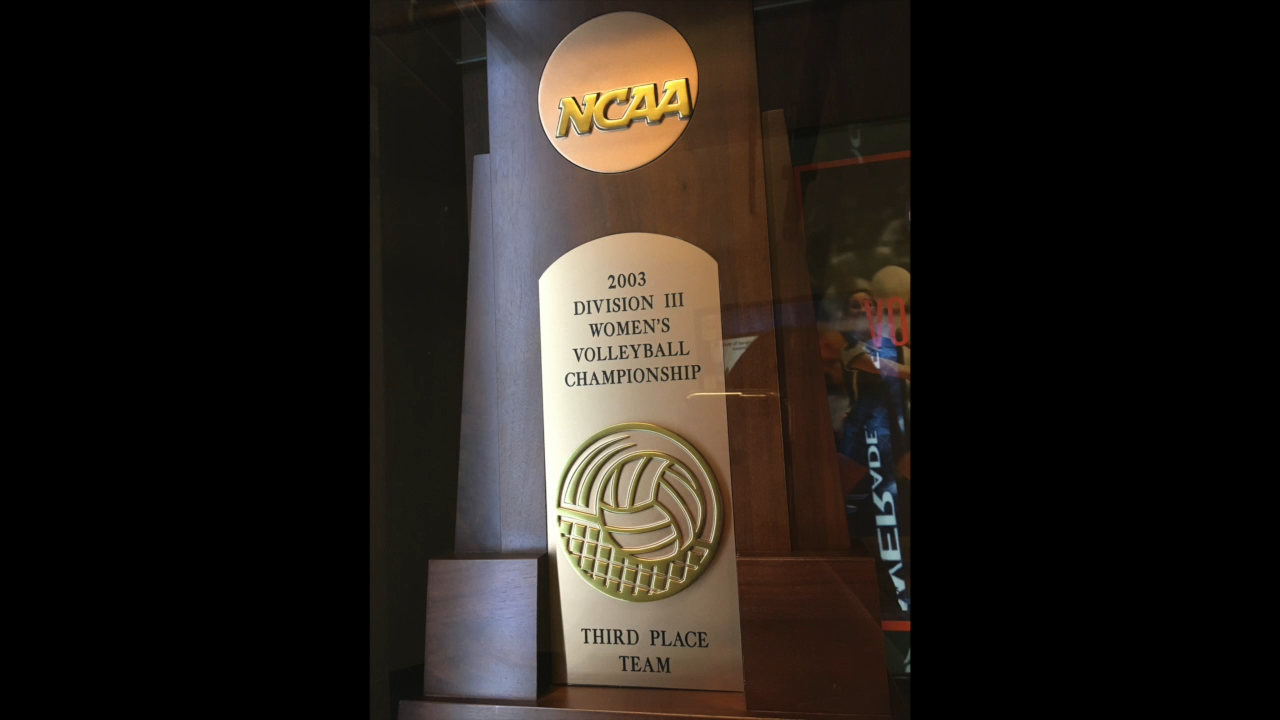 NCAA
2003
DIVISION III
WOMEN'S
VOLLEYBALL
CHAMPIONSHIP
THIRD PLACE
TEAM